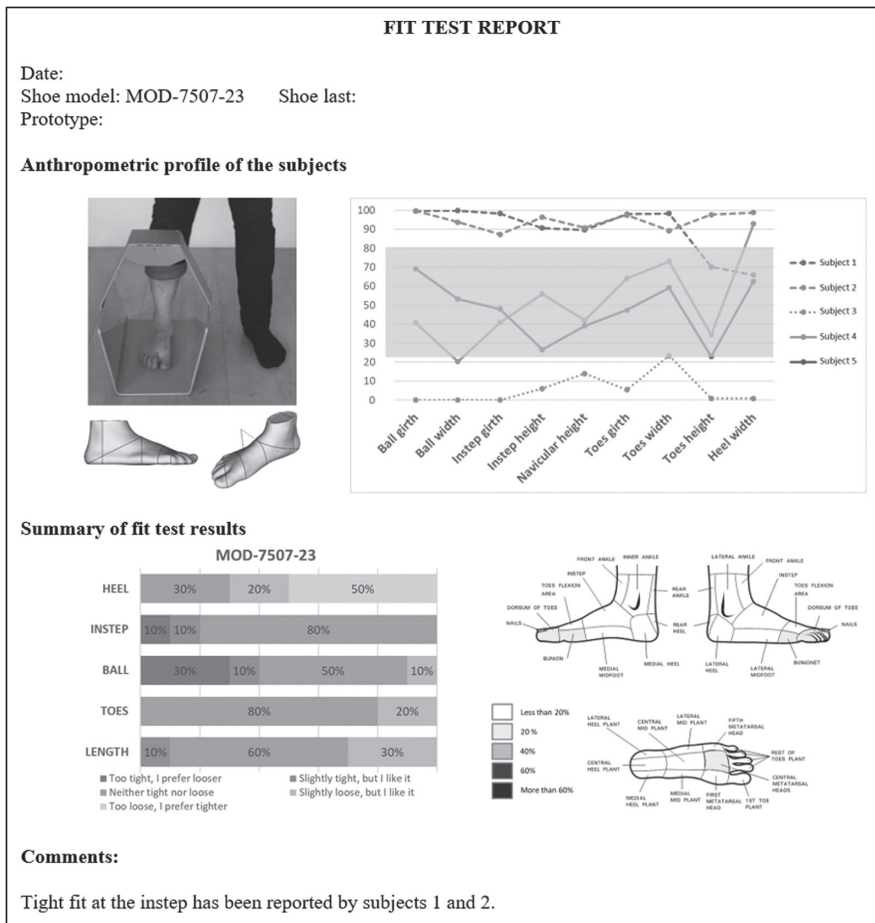 FIT TEST REPORT
Date:
Shoe model: MOD-7507-23 Shoe last:
Prototype:
Anthropometric profile of the subjects
100
90
80
70
60
50
40
30
20
10
0
Ball girth
Ball width
Instep girth
Instep height
Navicular height
Toes girth
Toes width
Toes height
Heel width
Subject 1
Subject 2
Subject 3
Subject 4
Subject 5
Summary of fit test results
MOD-7507-23
HEEL 30% 20% 50%
INSTEP 10% 10% 80%
BALL 30% 10% 50% 10%
TOES 80% 20%
LENGTH 10% 60% 30%
Too tight, I prefer looser Slightly tight, but I like it
Neither tight nor loose Slightly loose, but I like it
Too loose, I prefer tighter
FRONT ANKLE
INNER ANKLE
INSTEP
TOES FLEXION
AREA
DORSUM OF TOES
NAILS
BUNION
MEDIAL
MIDFOOT
MEDIAL HEEL
REAR
ANKLE
REAR
HEEL
LATERAL ANKLE
FRONT ANKLE
INSTEP
TOES FLEXION
AREA
DORSUM OF TOES
NAILS
BUNIONET
LATERAL
MIDFOOT
LATERAL
HEEL
Less than 20%
20 %
40%
60%
More than 60%
LATERAL
HEEL PLANT
CENTRAL
MID PLANT
LATERAL
MID PLANT
FIFTH
METATARSAL
HEAD
REST OF
TOES PLANT
CENTRAL
METATARSAL
HEADS
1ST TOE
PLANT
FIRST
METATARSAL
HEAD
MEDIAL
MID PLANT
MEDIAL
HEEL PLANT
CENTRAL
HEEL PLANT
Comments:
Tight fit at the instep has been reported by subjects 1 and 2.